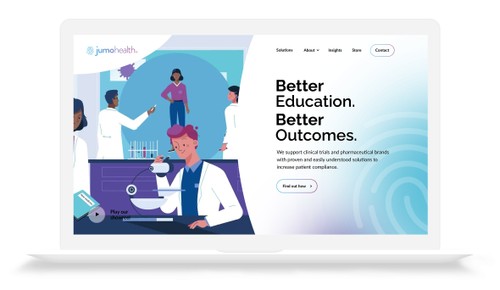 jumohealth.
Solutions About Insights Store Contact
Better
Education.
Better
Outcomes.
We support clinical trials and pharmaceutical brands
with proven and easily understood solutions to
increase patient compliance.
Find out how
Play our